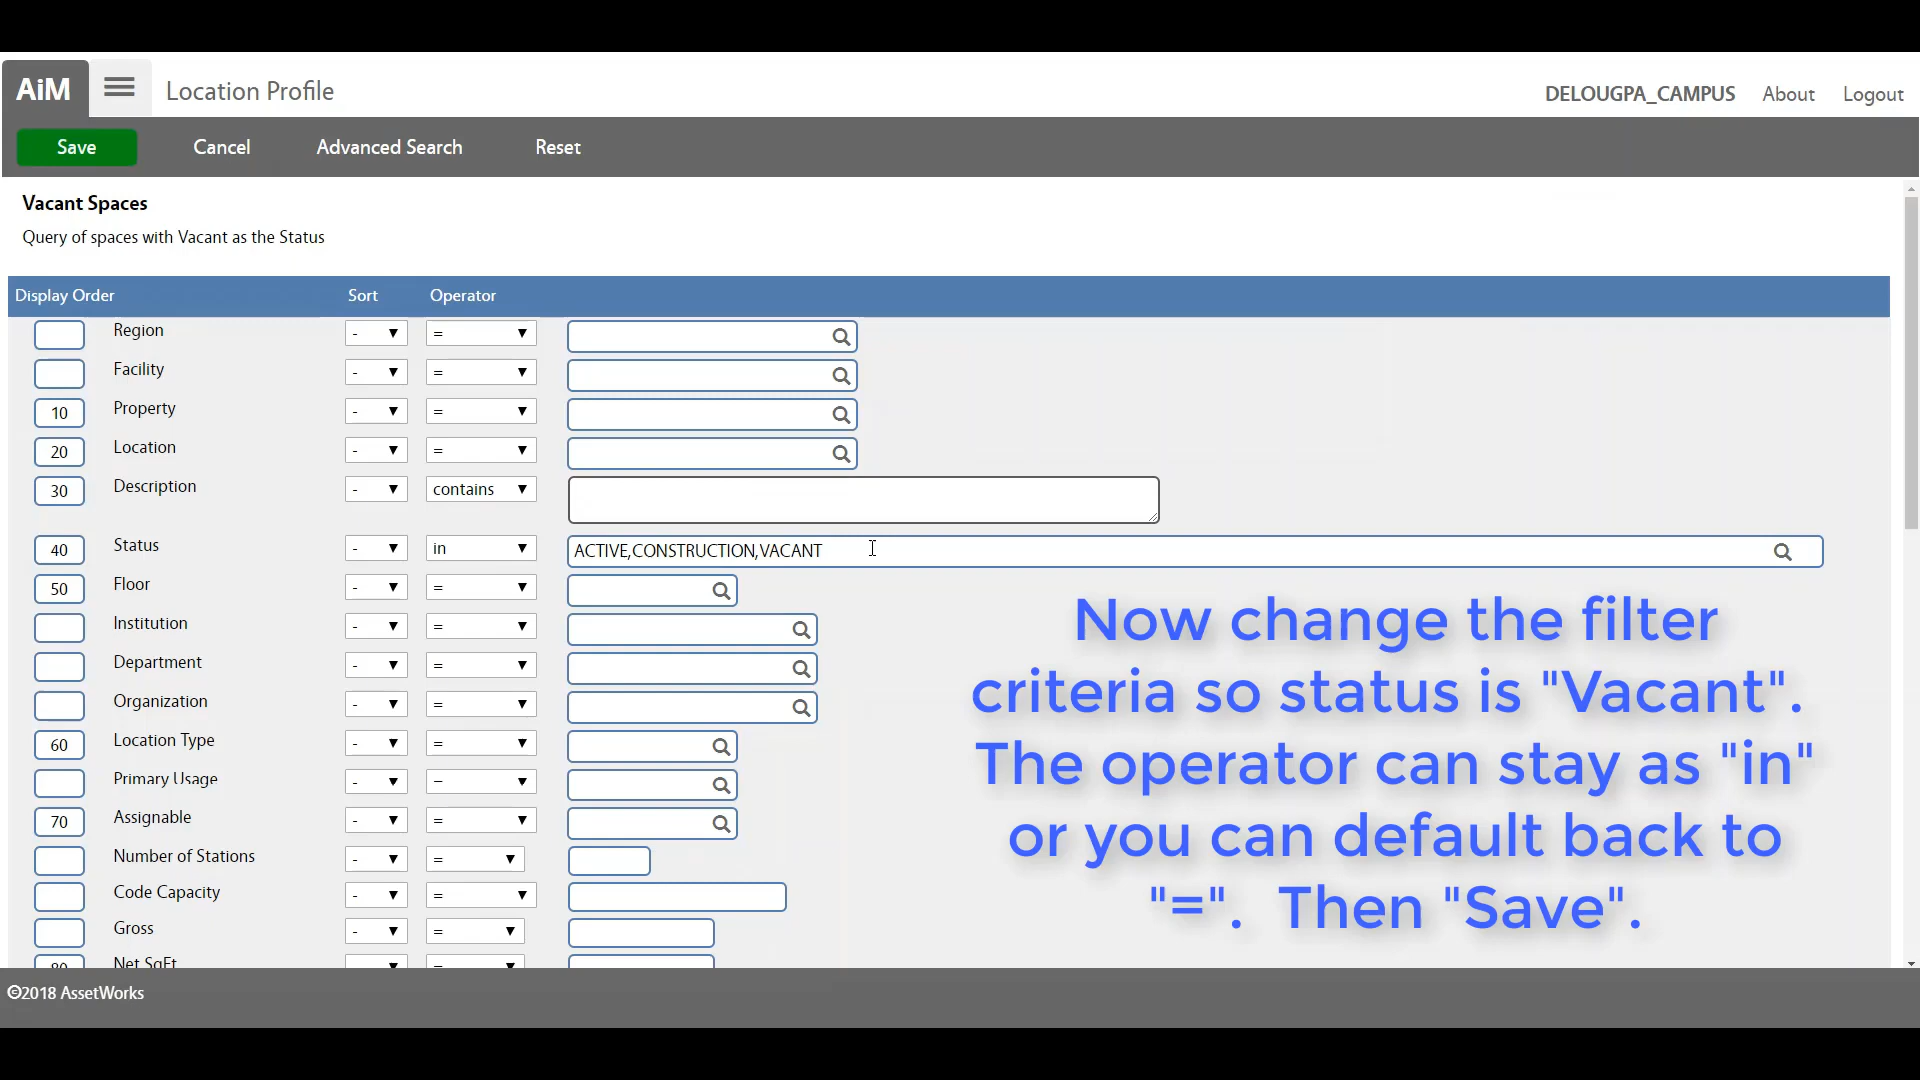 AiM Location Profile DELOUGPA_CAMPUS About Logout
Save Cancel Advanced Search Reset
Vacant Spaces
Query of spaces with Vacant as the Status
Display Order Sort Operator
Region - =
Facility - =
10 Property - =
20 Location - =
30 Description - contains
40 Status - in ACTIVE,CONSTRUCTION,VACANT
50 Floor - =
Institution - =
Department - =
Organization - =
60 Location Type - =
Primary Usage - =
70 Assignable - =
Number of Stations - =
Code Capacity - =
Gross - =
80 Net SqFt - =
Now change the filter
criteria so status is "Vacant".
The operator can stay as "in"
or you can default back to
"=". Then "Save".
©2018 AssetWorks